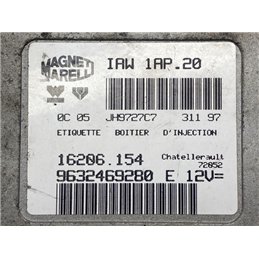 MAGNETI MARELLI
IAW 1AP.20
0C 05 JH9727C7 311 97
ETIQUETTE BOITIER D'INJECTION
16206.154 Chatellerault
72052
9632469280 E 12V=